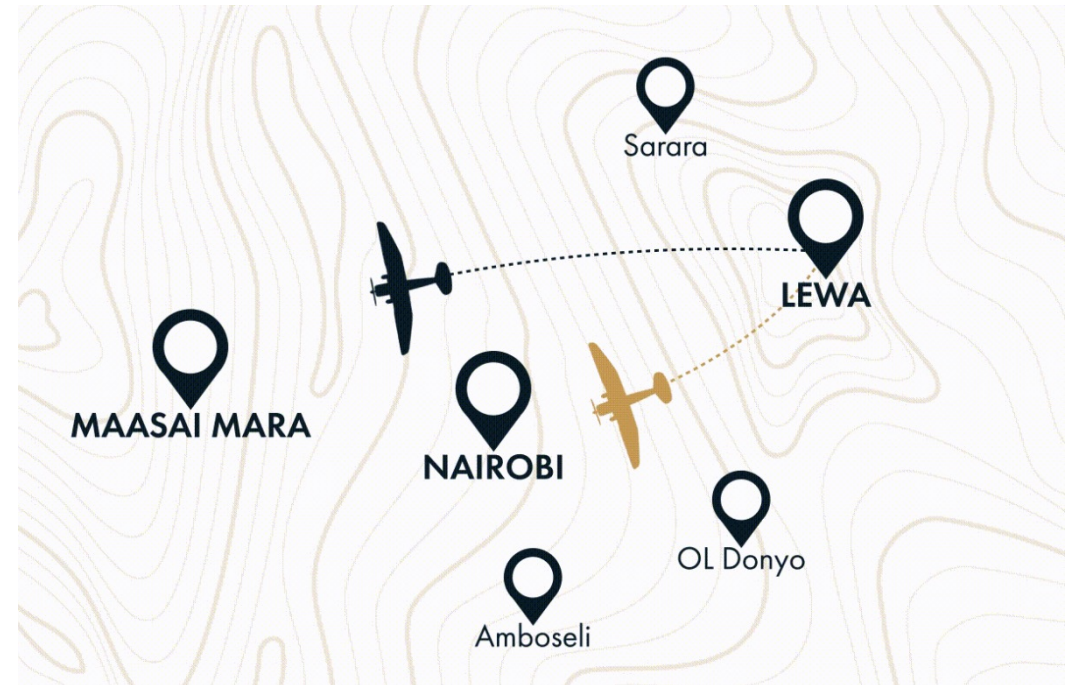 Sarara
LEWA
MAASAI MARA
NAIROBI
OL Donyo
Amboseli